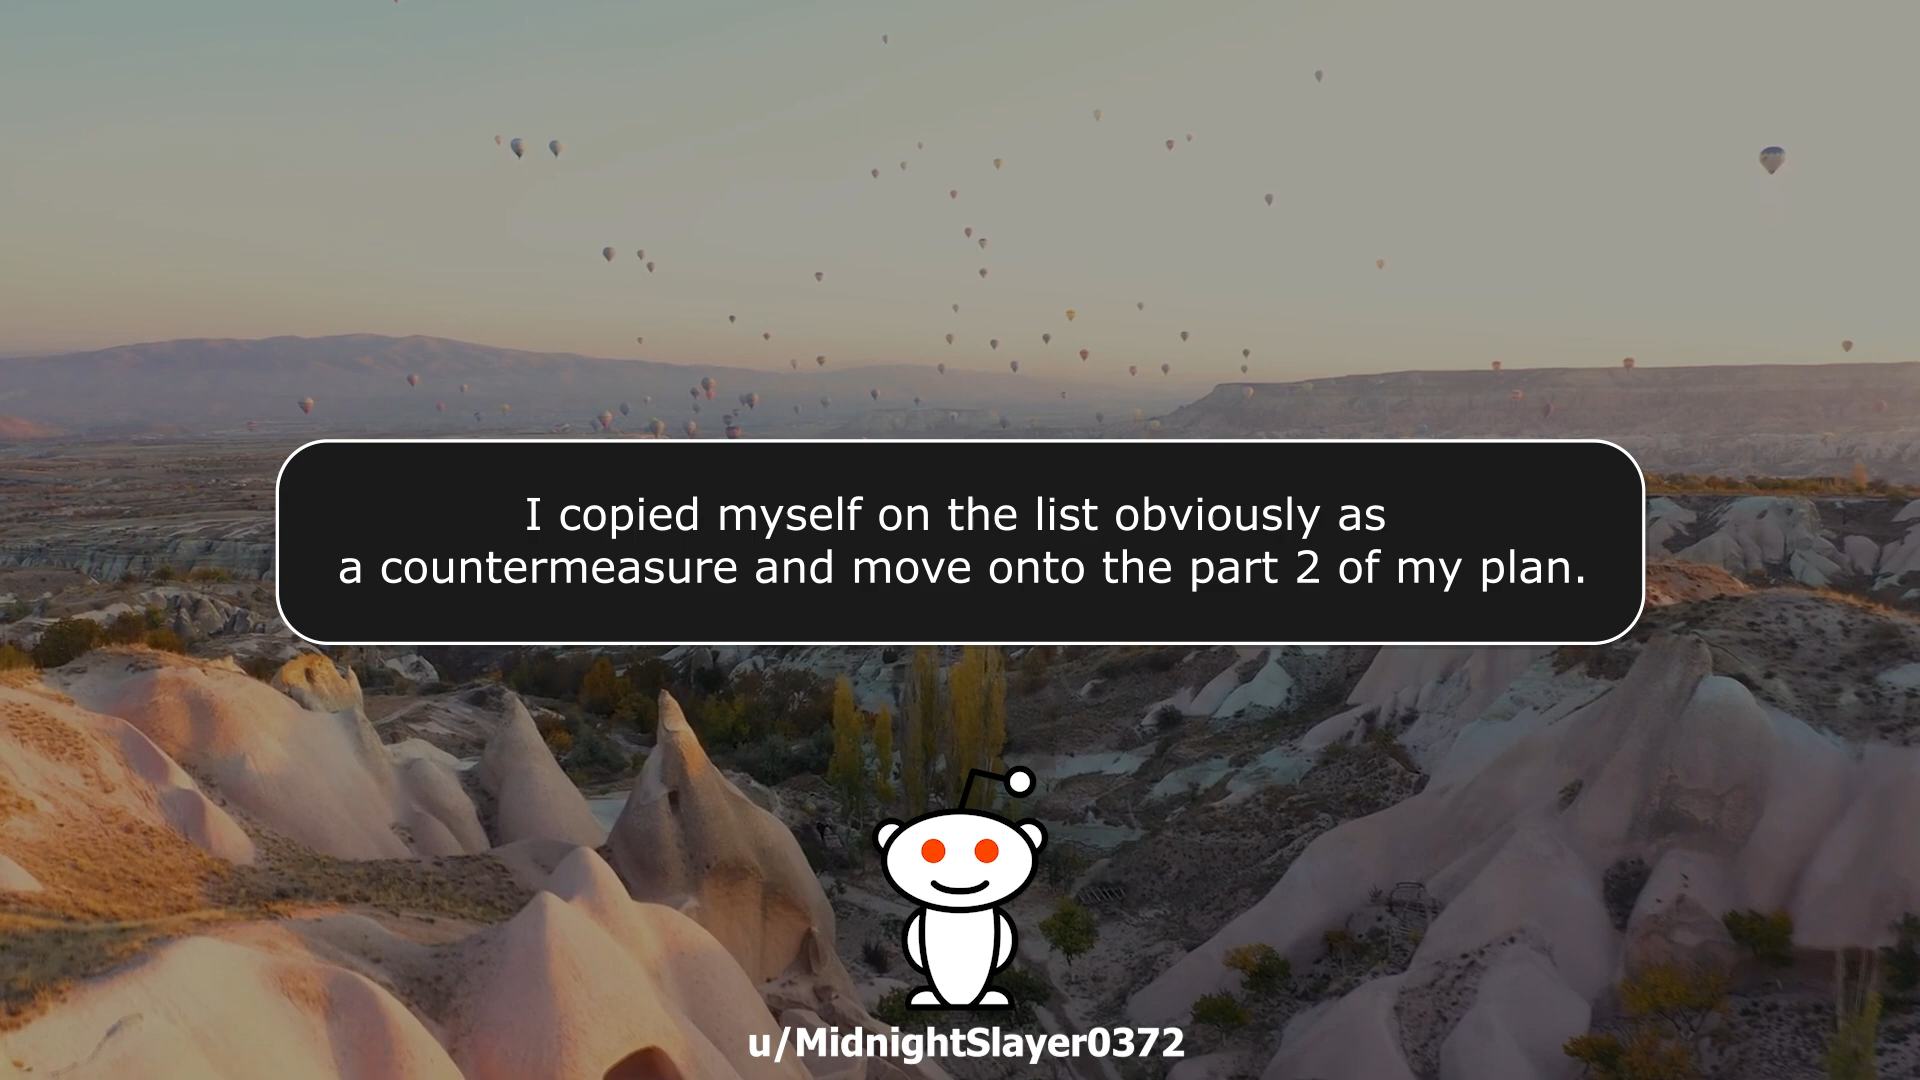 I copied myself on the list obviously as
a countermeasure and move onto the part 2 of my plan.
u/MidnightSlayer0372